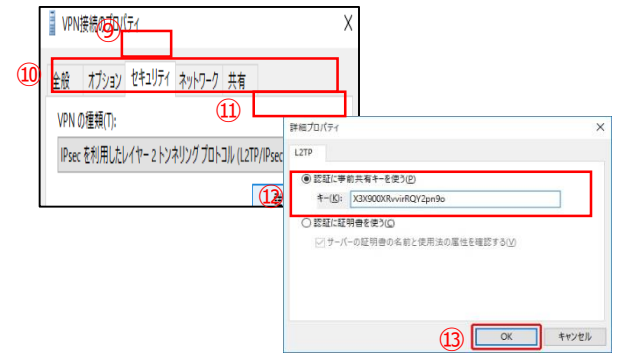 VPN接続のプロパティ
⑨
⑩
全般 オプション セキュリティ ネットワーク 共有
⑪
VPN の種類(T):
IPsec を利用したレイヤー 2 トンネリング プロトコル (L2TP/IPsec
⑫
詳細プロパティ
L2TP
認証に事前共有キーを使う(P)
キー(K): X3X900XRvvirRQY2pn9o
認証に証明書を使う(C)
サーバーの証明書の名前と使用法の属性を確認する(V)
⑬
OK キャンセル